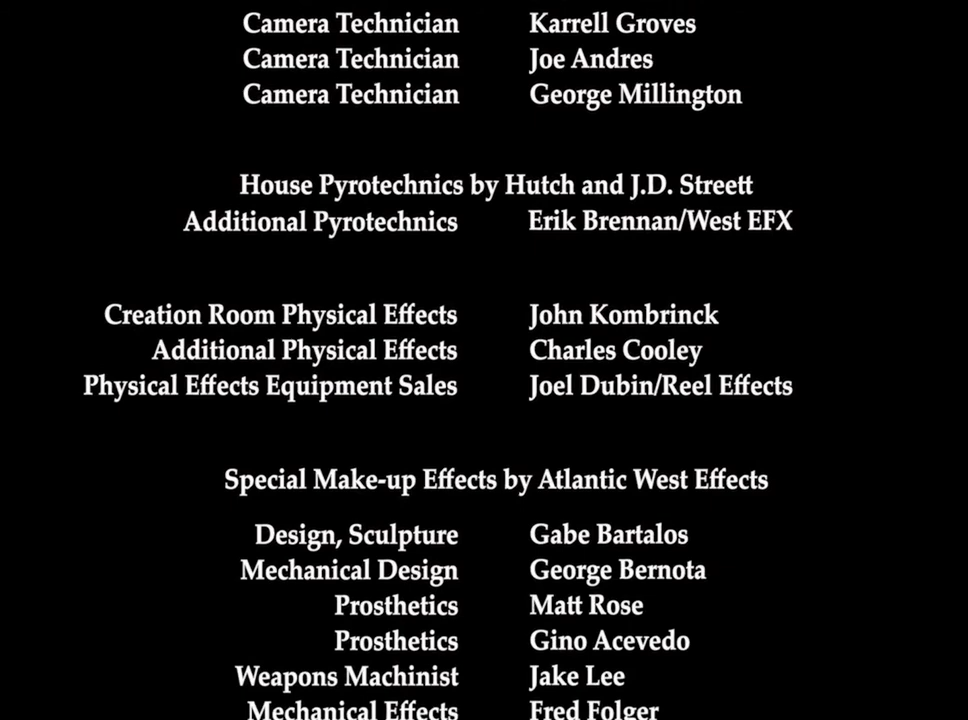 Camera Technician Karrell Groves
Camera Technician Joe Andres
Camera Technician George Millington
House Pyrotechnics by Hutch and J.D. Streett
Additional Pyrotechnics Erik Brennan/West EFX
Creation Room Physical Effects John Kombrinck
Additional Physical Effects Charles Cooley
Physical Effects Equipment Sales Joel Dubin/Reel Effects
Special Make-up Effects by Atlantic West Effects
Design, Sculpture Gabe Bartalos
Mechanical Design George Bernota
Prosthetics Matt Rose
Prosthetics Gino Acevedo
Weapons Machinist Jake Lee
Mechanical Effects Fred Folger